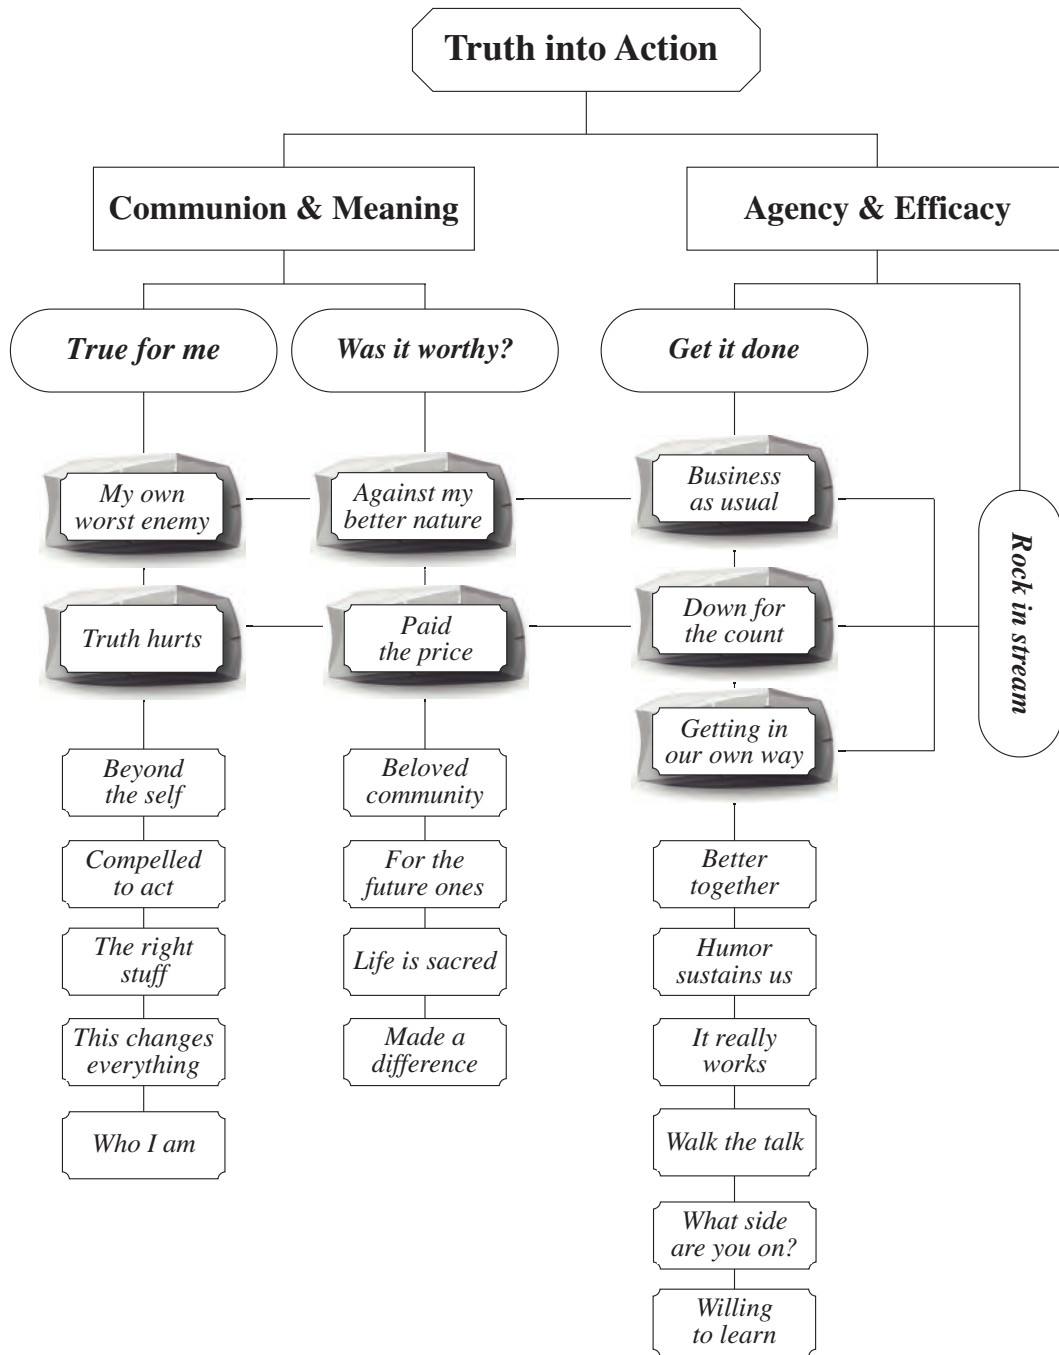 Truth into Action
Communion & Meaning
Agency & Efficacy
True for me
Was it worthy?
Get it done
Rock in stream
My own
worst enemy
Truth hurts
Beyond
the self
Compelled
to act
The right
stuff
This changes
everything
Who I am
Against my
better nature
Paid
the price
Beloved
community
For the
future ones
Life is sacred
Made a
difference
Business
as usual
Down for
the count
Getting in
our own way
Better
together
Humor
sustains us
It really
works
Walk the talk
What side
are you on?
Willing
to learn